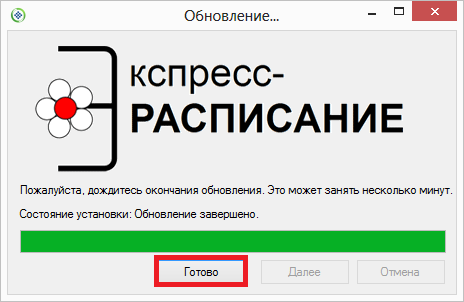 Обновление...
кспресс-
РАСПИСАНИЕ
Пожалуйста, дождитесь окончания обновления. Это может занять несколько минут.
Состояние установки: Обновление завершено.
Готово Далее Отмена